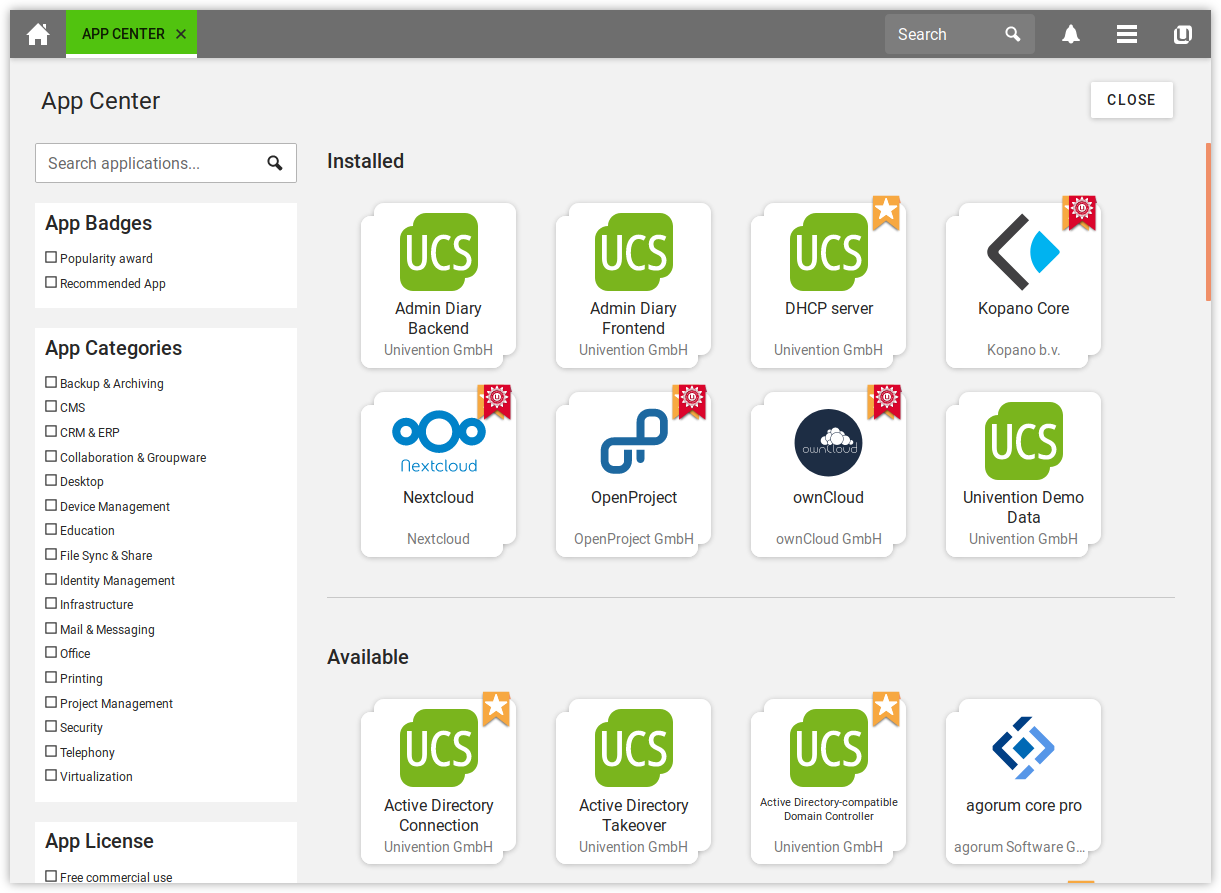 APP CENTER
Search
App Center
CLOSE
Search applications...
App Badges
Popularity award
Recommended App
App Categories
Backup & Archiving
CMS
CRM & ERP
Collaboration & Groupware
Desktop
Device Management
Education
File Sync & Share
Identity Management
Infrastructure
Mail & Messaging
Office
Printing
Project Management
Security
Telephony
Virtualization
App License
Free commercial use
Installed
UCS
Admin Diary
Backend
Univention GmbH
UCS
Admin Diary
Frontend
Univention GmbH
UCS
DHCP server
Univention GmbH
Kopano Core
Kopano b.v.
Nextcloud
Nextcloud
Nextcloud
OpenProject
OpenProject GmbH
ownCloud
ownCloud
ownCloud GmbH
UCS
Univention Demo
Data
Univention GmbH
Available
UCS
Active Directory
Connection
Univention GmbH
UCS
Active Directory
Takeover
Univention GmbH
UCS
Active Directory-compatible
Domain Controller
Univention GmbH
agorum core pro
agorum Software G...